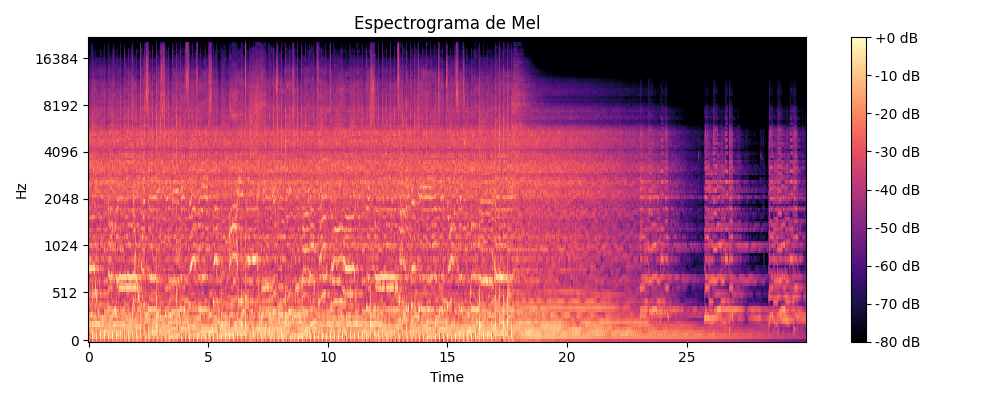 Espectrograma de Mel
Hz
16384
8192
4096
2048
1024
512
0
0 5 10 15 20 25
Time
+0 dB
-10 dB
-20 dB
-30 dB
-40 dB
-50 dB
-60 dB
-70 dB
-80 dB